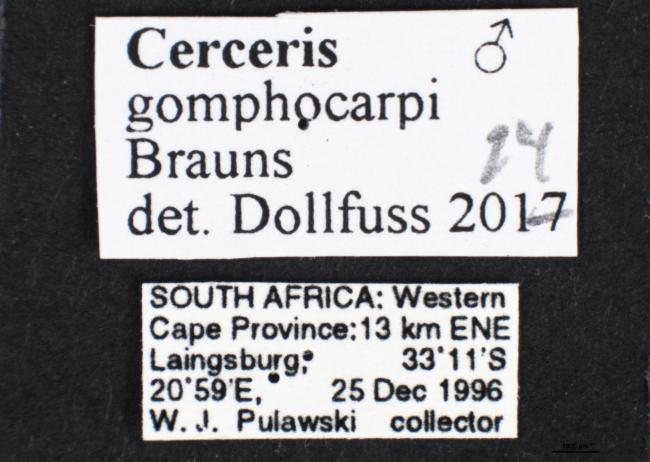 Cerceris ♂
gomphocarpi
Brauns
24
det. Dollfuss 2017
SOUTH AFRICA: Western
Cape Province:13 km ENE
Laingsburg, 33°11'S
20°59'E, 25 Dec 1996
W. J. Pulawski collector